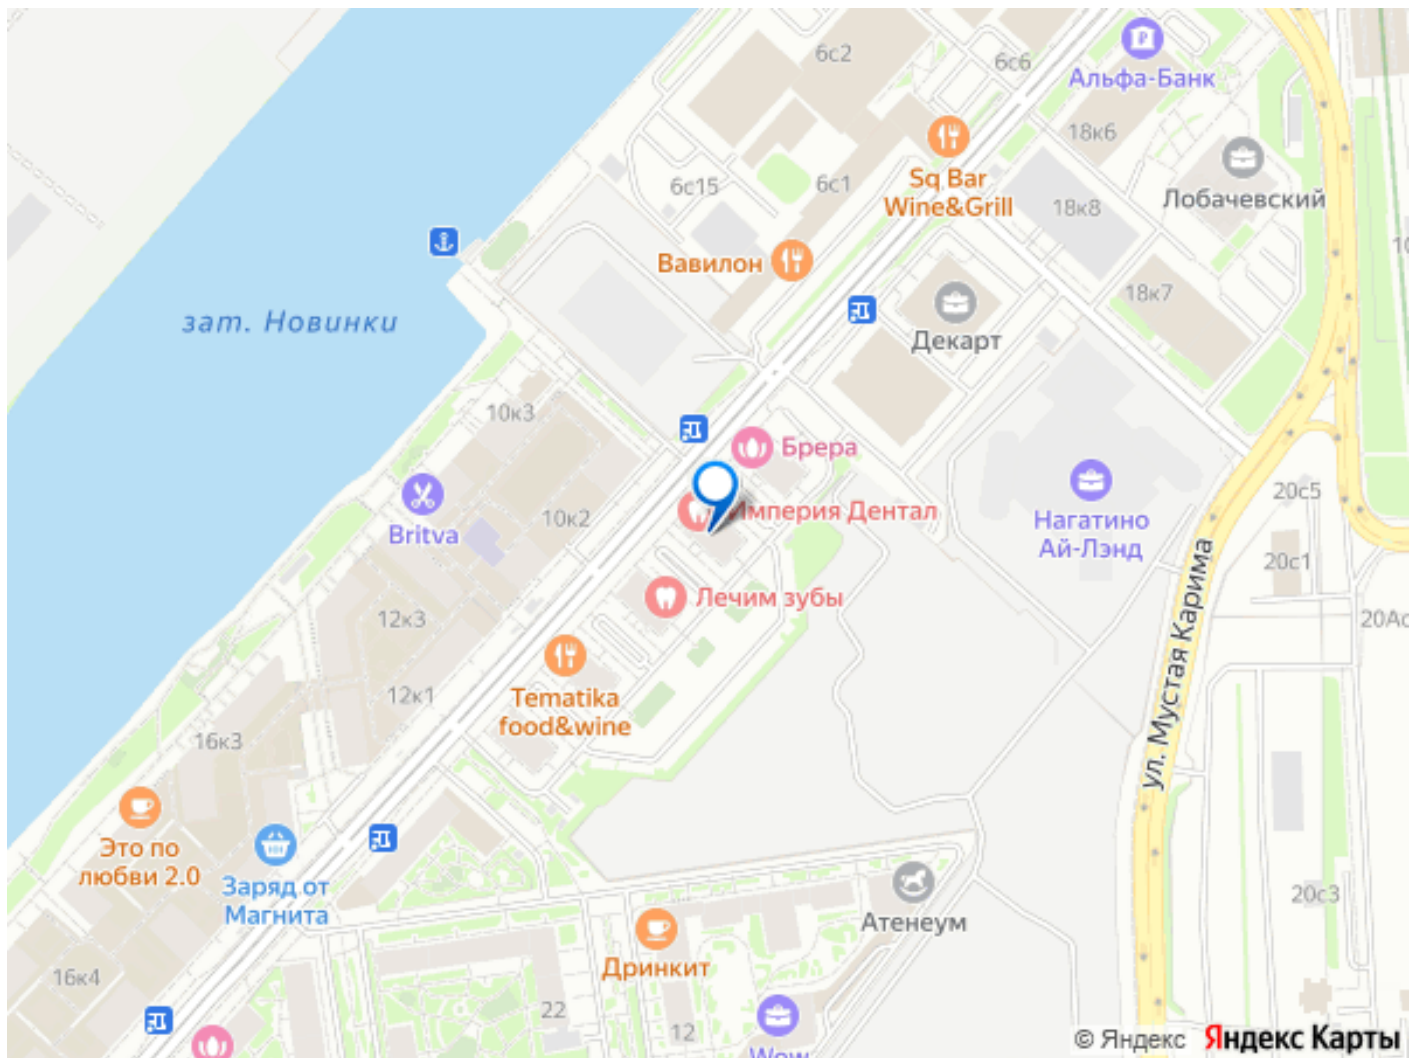 6с2
6с6
Альфа-Банк
18к6
6с15
6с1
Sq Bar
Wine&Grill
18к8
Лобачевский
Вавилон
зат. Новинки
18к7
Декарт
10к3
Брера
Britva
10к2
Империя Дентал
Нагатино
Ай-Лэнд
20с5
20с1
Лечим зубы
12к3
ул. Мустая Карима
12к1
Tematika
food&wine
16к3
Это по
любви 2.0
Заряд от
Магнита
Атенеум
20с3
Дринкит
16к4
22
12
Wow
© Яндекс Яндекс Карты